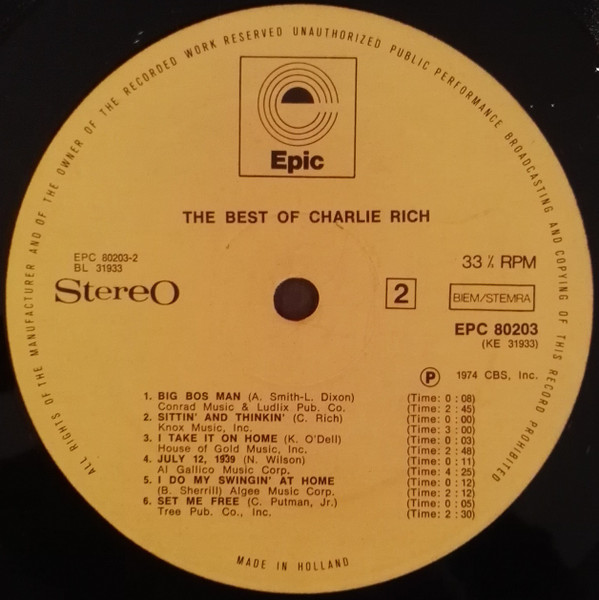 ALL RIGHTS OF THE MANUFACTURER AND OF THE OWNER OF THE RECORDED WORK RESERVED UNAUTHORIZED PUBLIC PERFORMANCE BROADCASTING AND COPYING OF THIS RECORD PROHIBITED
Epic
THE BEST OF CHARLIE RICH
EPC 80203-2
BL 31933
Stereo
33 ⅓ RPM
2
BIEM/STEMRA
EPC 80203
(KE 31933)
Ⓟ 1974 CBS, Inc.
1. BIG BOS MAN (A. Smith-L. Dixon) (Time: 0 : 08)
Conrad Music & Ludlix Pub. Co. (Time: 2 : 45)
2. SITTIN' AND THINKIN' (C. Rich) (Time: 0 : 00)
Knox Music, Inc. (Time: 3 : 00)
3. I TAKE IT ON HOME (K. O'Dell) (Time: 0 : 03)
House of Gold Music, Inc. (Time: 2 : 48)
4. JULY 12, 1939 (N. Wilson) (Time: 0 : 11)
Al Gallico Music Corp. (Time: 4 : 25)
5. I DO MY SWINGIN' AT HOME (Time: 0 : 12)
(B. Sherrill) Algee Music Corp. (Time: 2 : 12)
6. SET ME FREE (C. Putman, Jr.) (Time: 0 : 05)
Tree Pub. Co., Inc. (Time: 2 : 30)
MADE IN HOLLAND